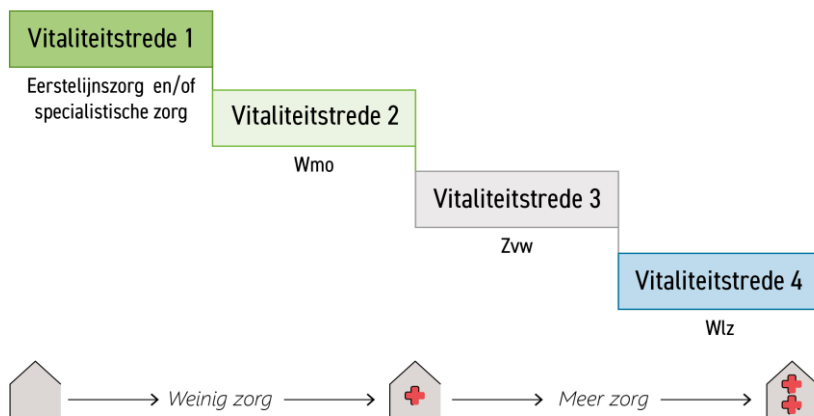 Vitaliteitstrede 1
Eerstelijnszorg en/of
specialistische zorg
Vitaliteitstrede 2
Wmo
Vitaliteitstrede 3
Zvw
Vitaliteitstrede 4
Wlz
Weinig zorg
Meer zorg